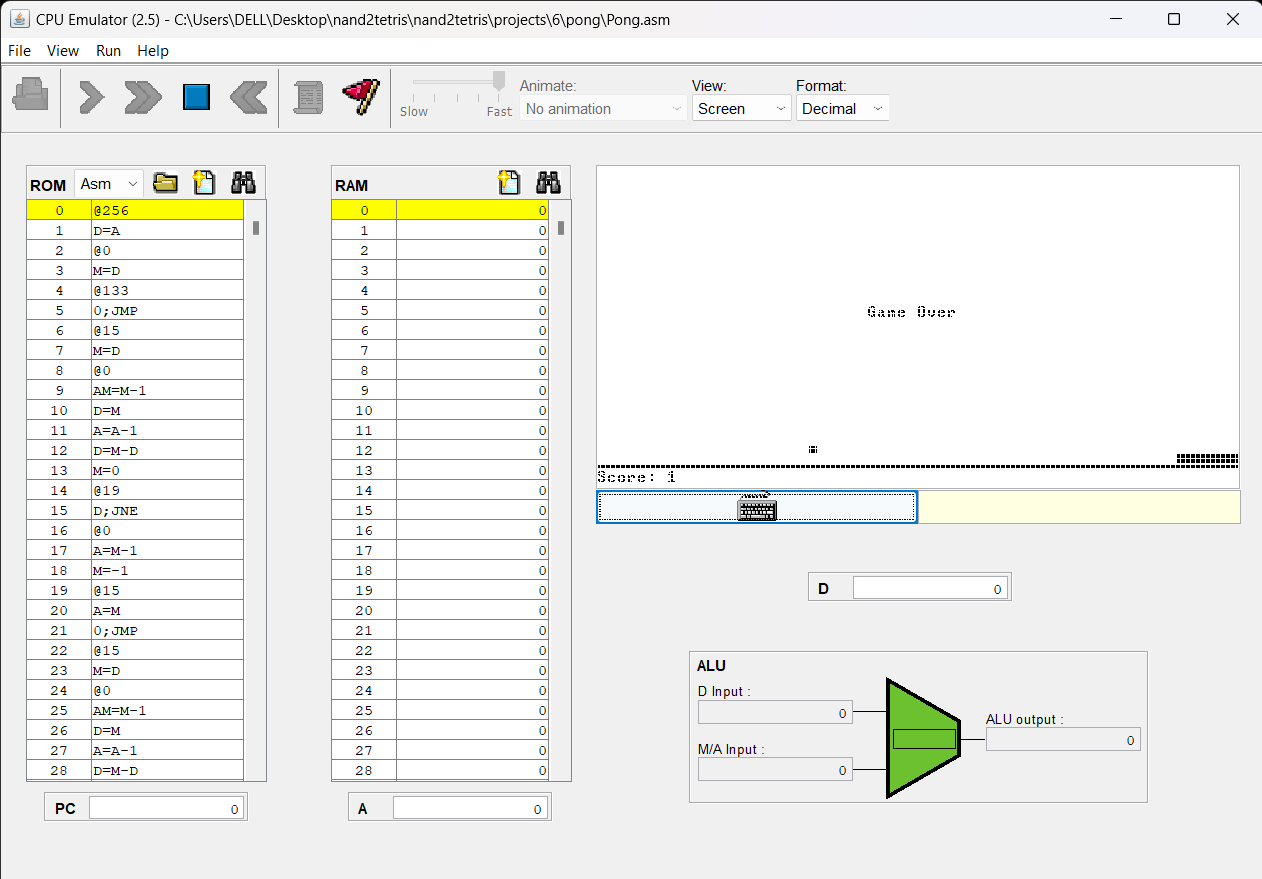 CPU Emulator (2.5) - C:\Users\DELL\Desktop\nand2tetris\nand2tetris\projects\6\pong\Pong.asm
File View Run Help
Slow Fast
Animate:
No animation
View:
Screen
Format:
Decimal
ROM Asm
0 @256
1 D=A
2 @0
3 M=D
4 @133
5 0;JMP
6 @15
7 M=D
8 @0
9 AM=M-1
10 D=M
11 A=A-1
12 D=M-D
13 M=0
14 @19
15 D;JNE
16 @0
17 A=M-1
18 M=-1
19 @15
20 A=M
21 0;JMP
22 @15
23 M=D
24 @0
25 AM=M-1
26 D=M
27 A=A-1
28 D=M-D
PC 0
RAM
0 0
1 0
2 0
3 0
4 0
5 0
6 0
7 0
8 0
9 0
10 0
11 0
12 0
13 0
14 0
15 0
16 0
17 0
18 0
19 0
20 0
21 0
22 0
23 0
24 0
25 0
26 0
27 0
28 0
A 0
Game Over
Score: 1
D 0
ALU
D Input :
0
M/A Input :
0
ALU output :
0